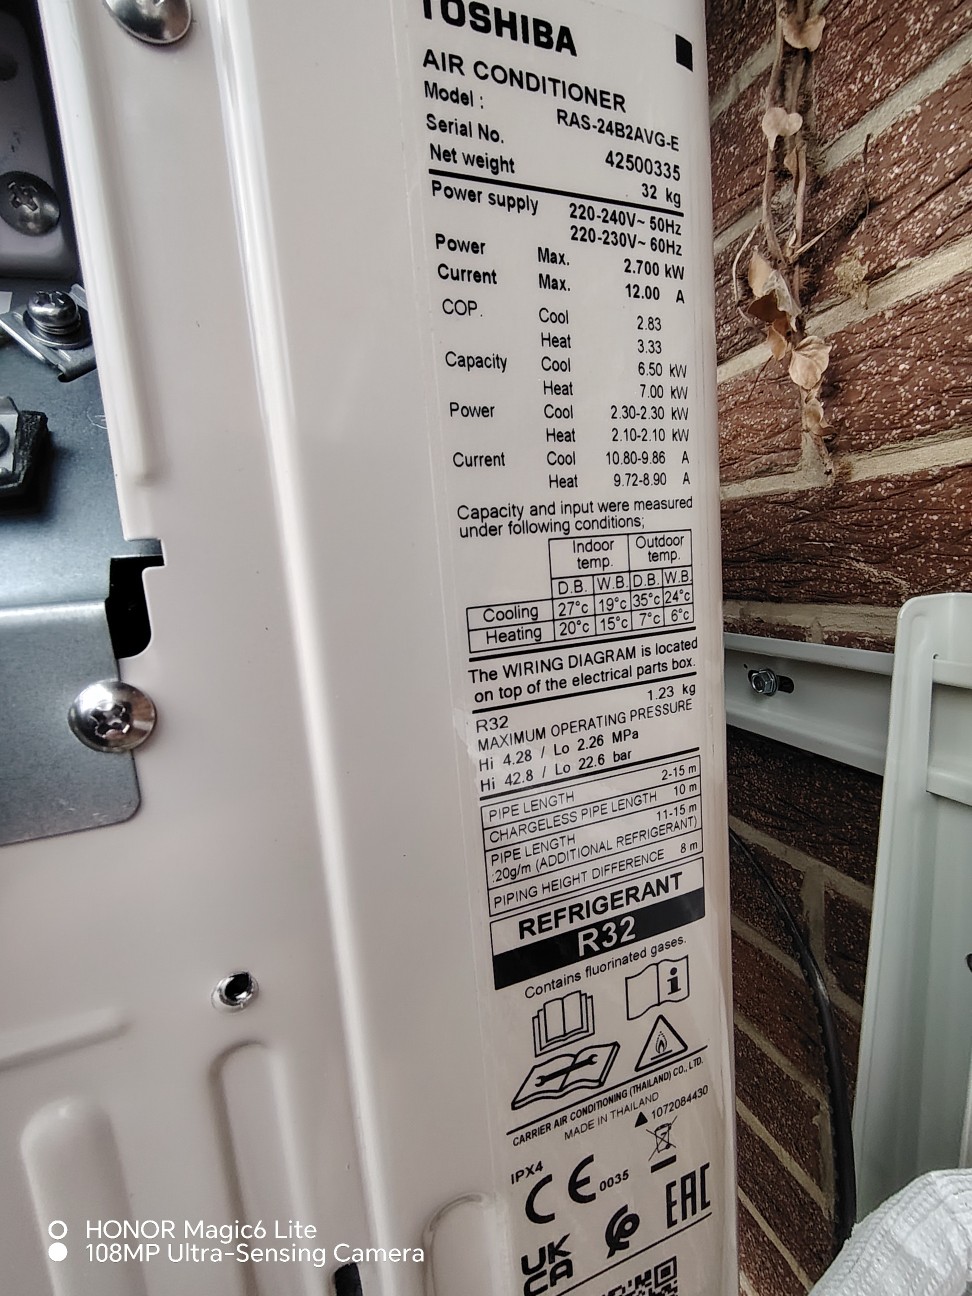 TOSHIBA
AIR CONDITIONER
Model : RAS-24B2AVG-E
Serial No. 42500335
Net weight 32 kg
Power supply 220-240V~ 50Hz
220-230V~ 60Hz
Power Max. 2.700 kW
Current Max. 12.00 A
COP. Cool 2.83
Heat 3.33
Capacity Cool 6.50 kW
Heat 7.00 kW
Power Cool 2.30-2.30 kW
Heat 2.10-2.10 kW
Current Cool 10.80-9.86 A
Heat 9.72-8.90 A
Capacity and input were measured
under following conditions;
Indoor temp. Outdoor temp.
D.B. W.B. D.B. W.B.
Cooling 27°c 19°c 35°c 24°c
Heating 20°c 15°c 7°c 6°c
The WIRING DIAGRAM is located
on top of the electrical parts box.
R32 1.23 kg
MAXIMUM OPERATING PRESSURE
Hi 4.28 / Lo 2.26 MPa
Hi 42.8 / Lo 22.6 bar
PIPE LENGTH 2-15 m
CHARGELESS PIPE LENGTH 10 m
PIPE LENGTH 11-15 m
:20g/m (ADDITIONAL REFRIGERANT)
PIPING HEIGHT DIFFERENCE 8 m
REFRIGERANT
R32
Contains fluorinated gases.
CARRIER AIR CONDITIONING (THAILAND) CO., LTD.
MADE IN THAILAND
▲ 1072084430
IPX4
CE 0035
EAC
UK
CA
HONOR Magic6 Lite
108MP Ultra-Sensing Camera